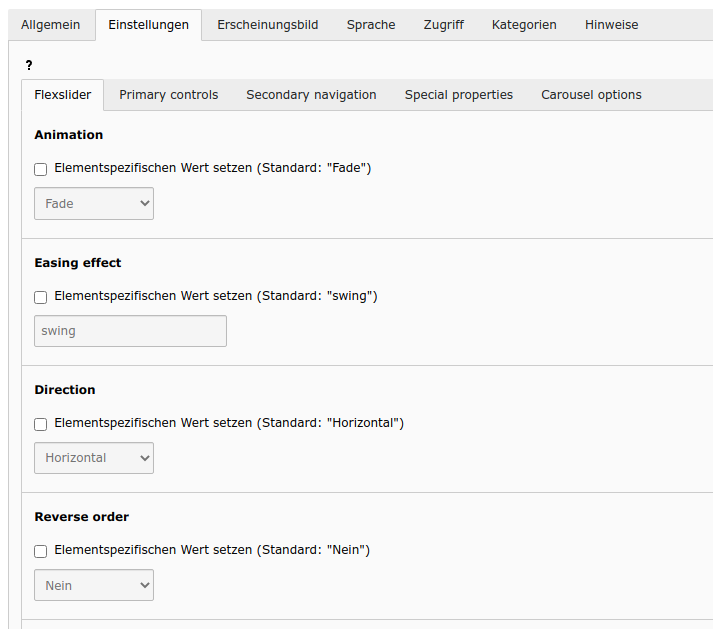 Allgemein Einstellungen Erscheinungsbild Sprache Zugriff Kategorien Hinweise
?
Flexslider Primary controls Secondary navigation Special properties Carousel options
Animation
Elementspezifischen Wert setzen (Standard: "Fade")
Fade
Easing effect
Elementspezifischen Wert setzen (Standard: "swing")
swing
Direction
Elementspezifischen Wert setzen (Standard: "Horizontal")
Horizontal
Reverse order
Elementspezifischen Wert setzen (Standard: "Nein")
Nein